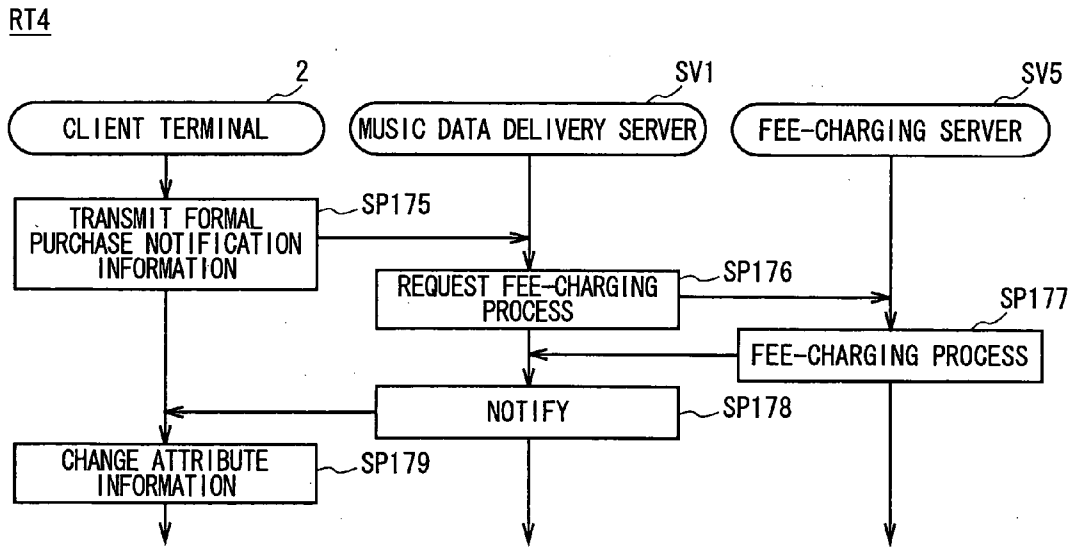 RT4
2
SV1
SV5
CLIENT TERMINAL
MUSIC DATA DELIVERY SERVER
FEE-CHARGING SERVER
SP175
TRANSMIT FORMAL
PURCHASE NOTIFICATION
INFORMATION
SP176
REQUEST FEE-CHARGING
PROCESS
SP177
FEE-CHARGING PROCESS
NOTIFY
SP178
CHANGE ATTRIBUTE
INFORMATION
SP179